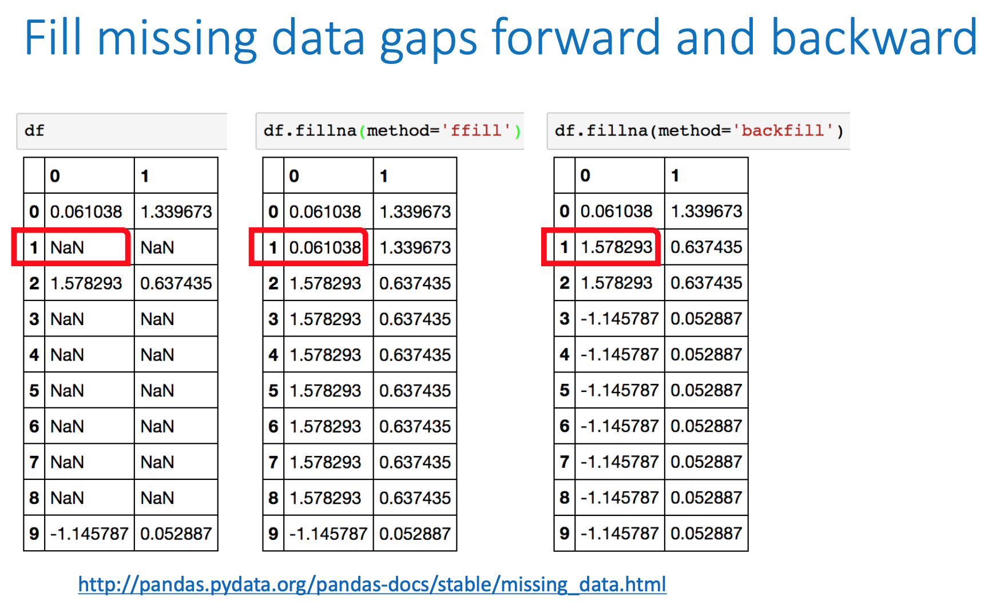 Fill missing data gaps forward and backward
df
0 1
0 0.061038 1.339673
1 NaN NaN
2 1.578293 0.637435
3 NaN NaN
4 NaN NaN
5 NaN NaN
6 NaN NaN
7 NaN NaN
8 NaN NaN
9 -1.145787 0.052887
df.fillna(method='ffill')
0 1
0 0.061038 1.339673
1 0.061038 1.339673
2 1.578293 0.637435
3 1.578293 0.637435
4 1.578293 0.637435
5 1.578293 0.637435
6 1.578293 0.637435
7 1.578293 0.637435
8 1.578293 0.637435
9 -1.145787 0.052887
df.fillna(method='backfill')
0 1
0 0.061038 1.339673
1 1.578293 0.637435
2 1.578293 0.637435
3 -1.145787 0.052887
4 -1.145787 0.052887
5 -1.145787 0.052887
6 -1.145787 0.052887
7 -1.145787 0.052887
8 -1.145787 0.052887
9 -1.145787 0.052887
http://pandas.pydata.org/pandas-docs/stable/missing_data.html